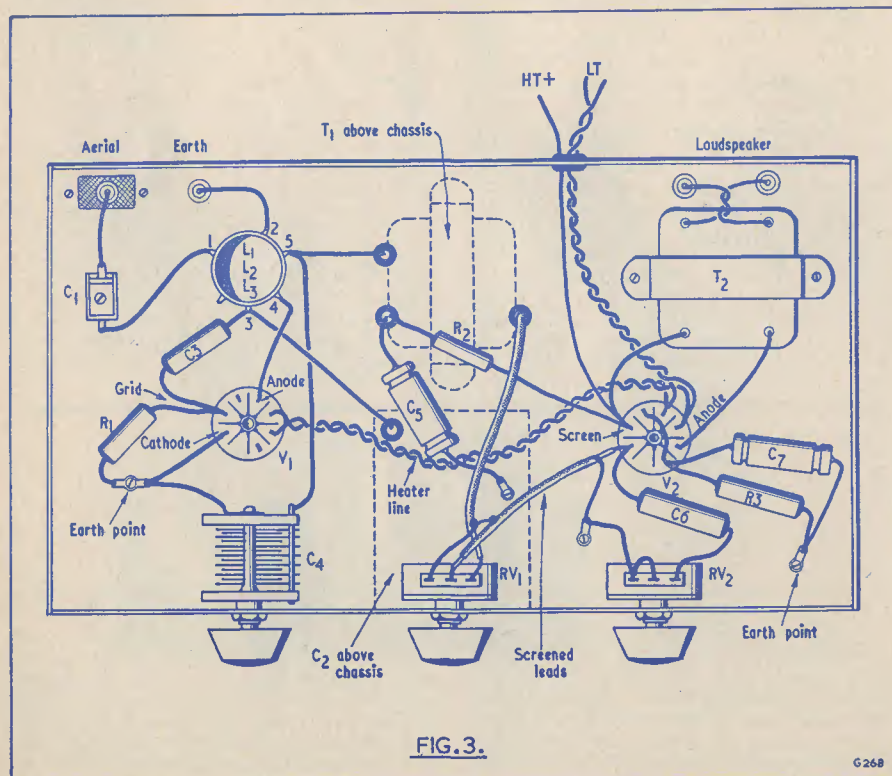 HT+
LT
T1 above chassis
Aerial
Earth
Loudspeaker
1
2
5
L1
L2
L3
4
3
C1
T2
R2
C3
C5
Grid
Anode
R1
Cathode
V1
Anode
Screen
C7
V2
R3
C6
Heater
line
Earth point
C4
RV1
RV2
Earth point
C2 above
chassis
Screened
leads
FIG.3.
G268